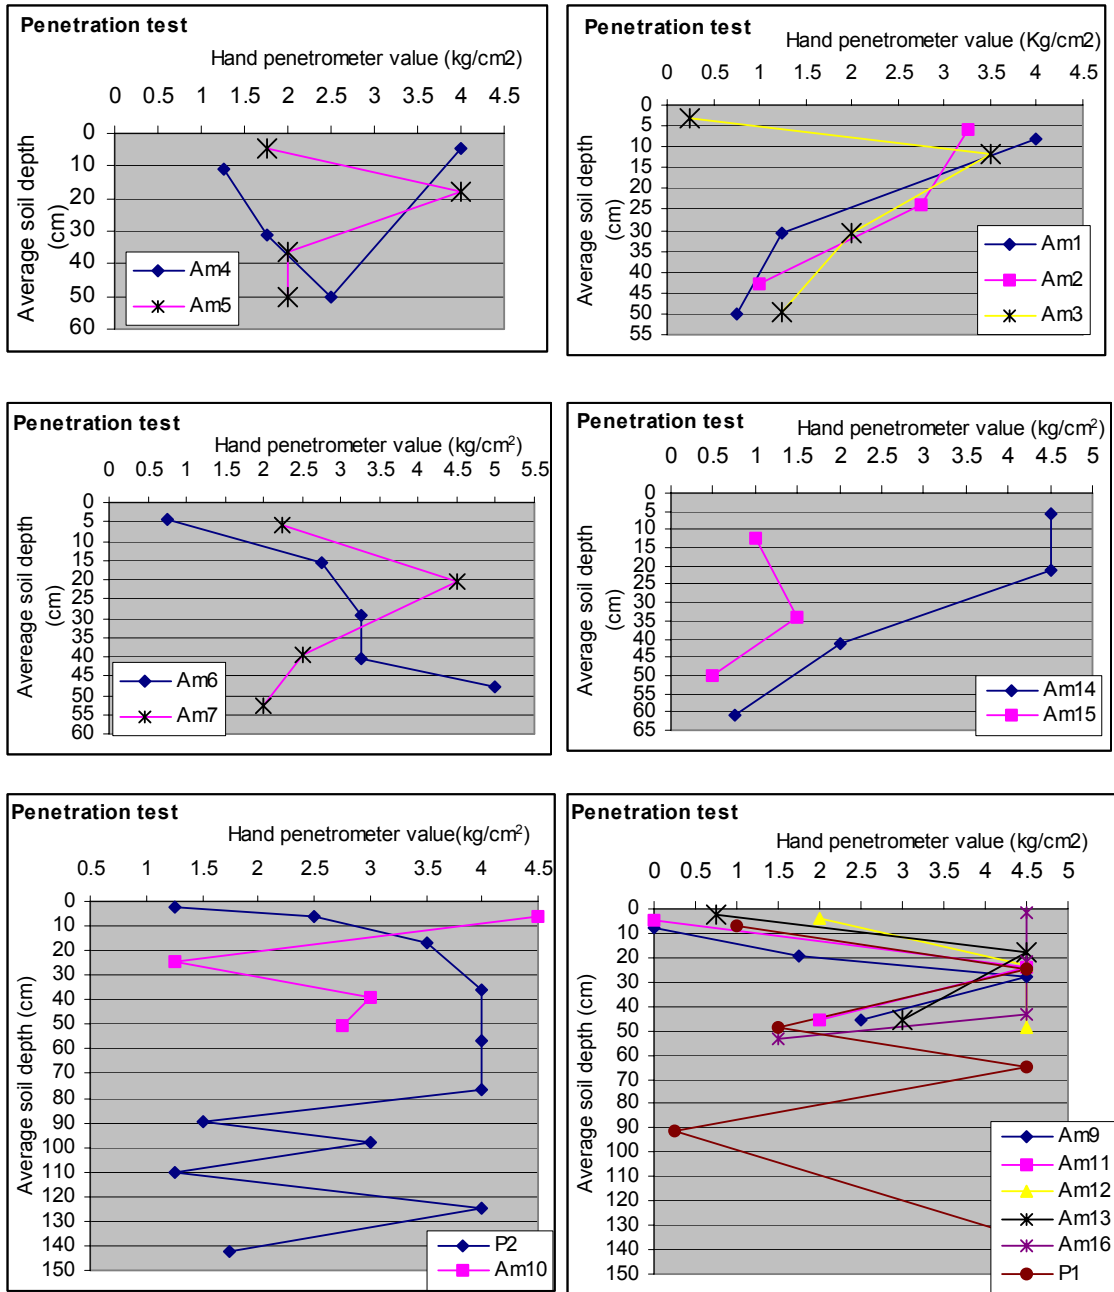 Penetration test
Hand penetrometer value (kg/cm2)
0 0.5 1 1.5 2 2.5 3 3.5 4 4.5
0
10
20
30
40
50
60
Average soil depth
(cm)
Am4
Am5
Penetration test
Hand penetrometer value (Kg/cm2)
0 0.5 1 1.5 2 2.5 3 3.5 4 4.5
0
5
10
15
20
25
30
35
40
45
50
55
Average soil depth
(cm)
Am1
Am2
Am3
Penetration test
Hand penetrometer value (kg/cm²)
0 0.5 1 1.5 2 2.5 3 3.5 4 4.5 5 5.5
0
5
10
15
20
25
30
35
40
45
50
55
60
Avereage soil depth
(cm)
Am6
Am7
Penetration test
Hand penetrometer value (kg/cm²)
0 0.5 1 1.5 2 2.5 3 3.5 4 4.5 5
0
5
10
15
20
25
30
35
40
45
50
55
60
65
Average soil depth
(cm)
Am14
Am15
Penetration test
Hand penetrometer value(kg/cm²)
0.5 1 1.5 2 2.5 3 3.5 4 4.5
0
10
20
30
40
50
60
70
80
90
100
110
120
130
140
150
Average soil depth (cm)
P2
Am10
Penetration test
Hand penetrometer value (kg/cm2)
0 0.5 1 1.5 2 2.5 3 3.5 4 4.5 5
0
10
20
30
40
50
60
70
80
90
100
110
120
130
140
150
Average soil depth (cm)
Am9
Am11
Am12
Am13
Am16
P1